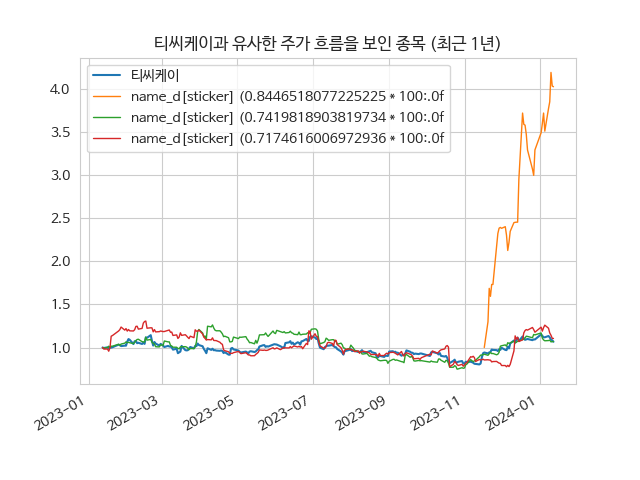 티씨케이과 유사한 주가 흐름을 보인 종목 (최근 1년)
티씨케이
name_d[sticker] (0.8446518077225225 * 100:.0f
name_d[sticker] (0.7419818903819734 * 100:.0f
name_d[sticker] (0.7174616006972936 * 100:.0f
4.0
3.5
3.0
2.5
2.0
1.5
1.0
2023-01
2023-03
2023-05
2023-07
2023-09
2023-11
2024-01